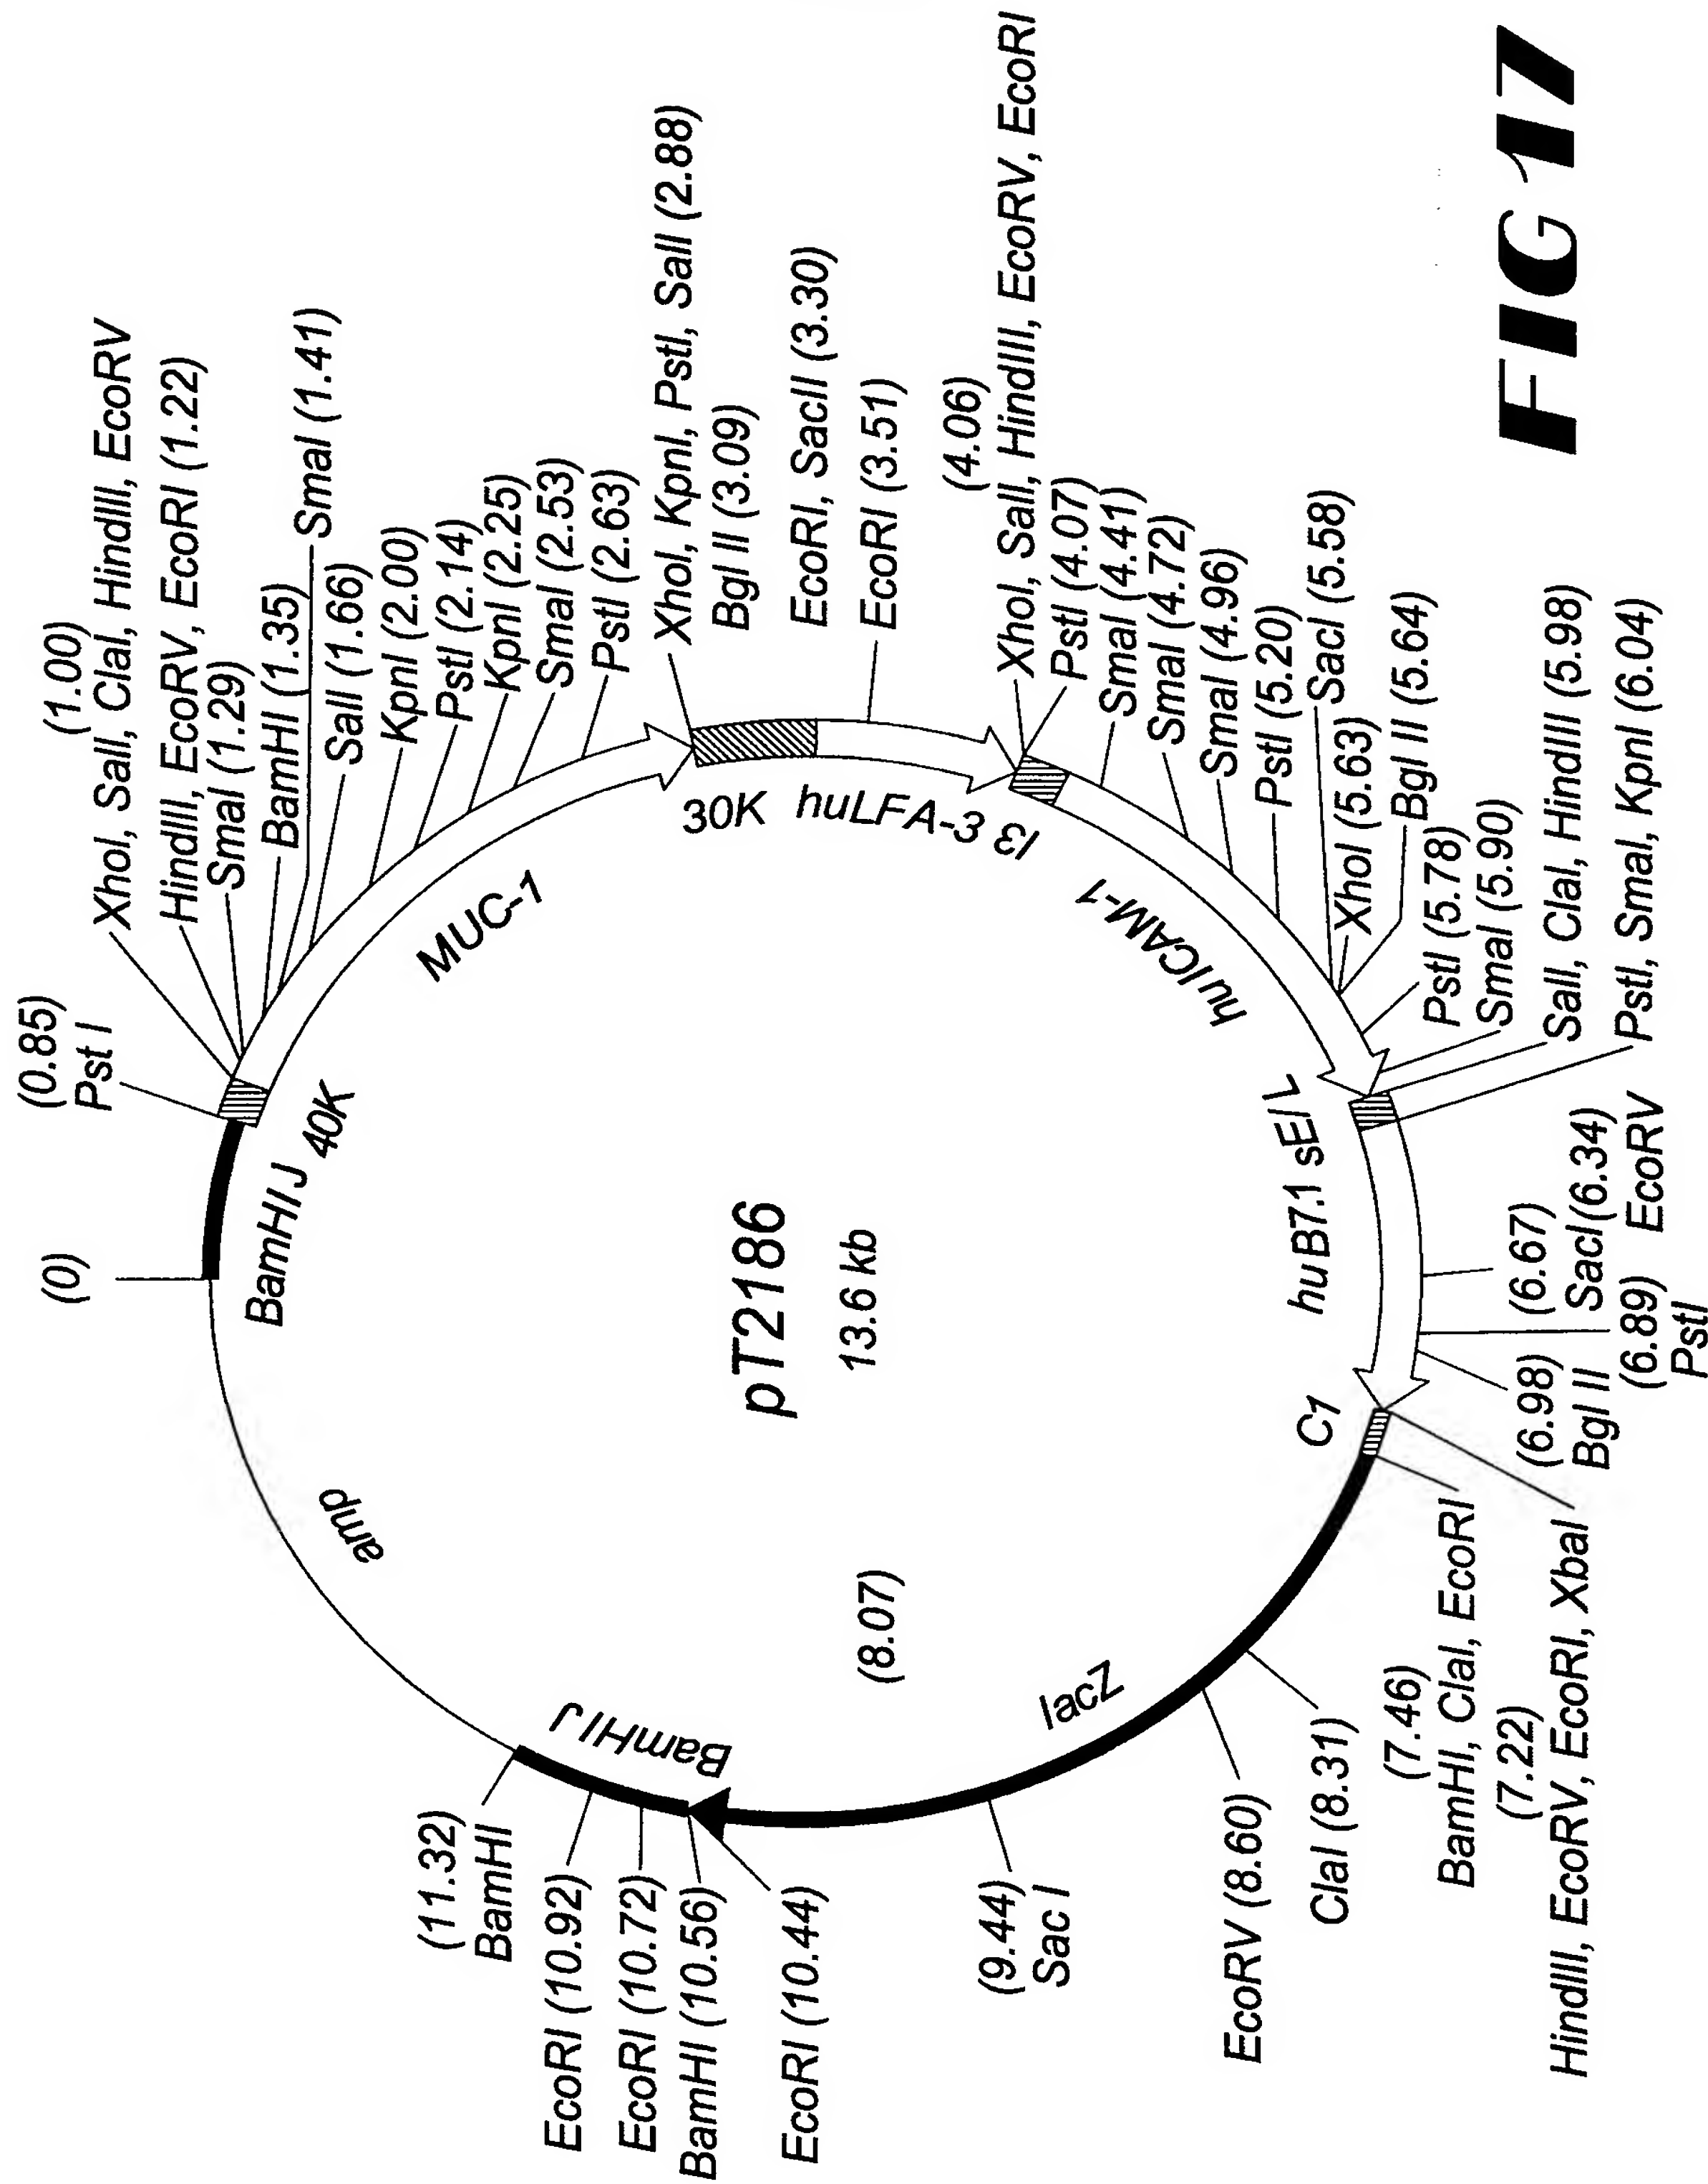 (0)
(0.85)
Pst I
(1.00)
XhoI, SalI, ClaI, HindIII, EcoRV
HindIII, EcoRV, EcoRI (1.22)
SmaI (1.29)
BamHI (1.35)
SmaI (1.41)
SalI (1.66)
KpnI (2.00)
PstI (2.14)
KpnI (2.25)
SmaI (2.53)
PstI (2.63)
XhoI, KpnI, PstI, SalI (2.88)
Bgl II (3.09)
EcoRI, SacII (3.30)
EcoRI (3.51)
(4.06)
XhoI, SalI, HindIII, EcoRV, EcoRI
PstI (4.07)
SmaI (4.41)
SmaI (4.72)
SmaI (4.96)
PstI (5.20)
SacI (5.58)
XhoI (5.63)
Bgl II (5.64)
PstI (5.78)
SmaI (5.90)
SalI, ClaI, HindIII (5.98)
PstI, SmaI, KpnI (6.04)
(6.34)
EcoRV
(6.67)
SacI
(6.89)
PstI
(6.98)
Bgl II
HindIII, EcoRV, EcoRI, XbaI
(7.22)
BamHI, ClaI, EcoRI
(7.46)
ClaI (8.31)
EcoRV (8.60)
(9.44)
Sac I
EcoRI (10.44)
BamHI (10.56)
EcoRI (10.72)
EcoRI (10.92)
(11.32)
BamHI
BamHI J
40K
MUC-1
30K
huLFA-3
I3
huICAM-1
sE/L
huB7.1
C1
lacZ
(8.07)
BamHI J
amp
pT2186
13.6 kb
FIG 17